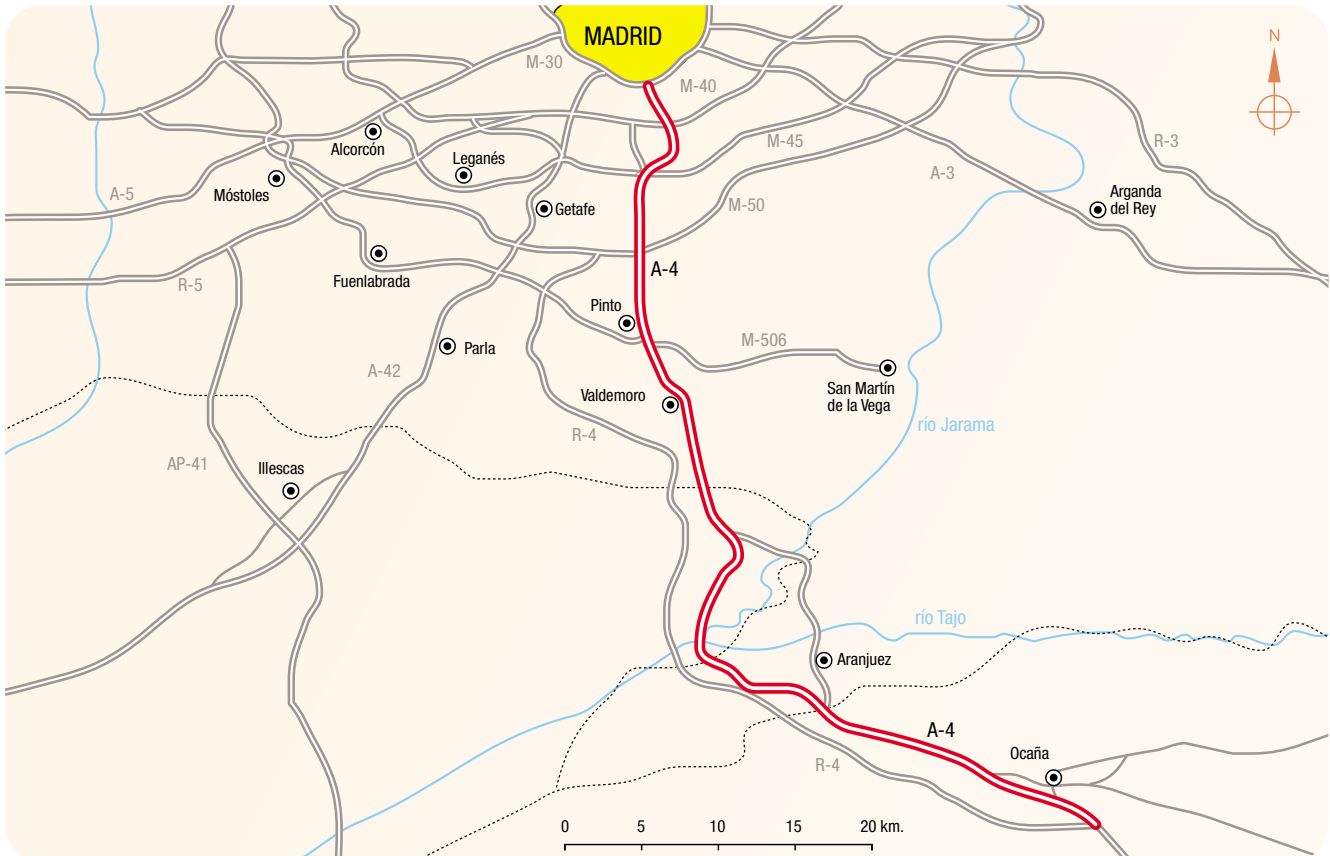 MADRID
N
M-30
M-40
Alcorcón
M-45
R-3
Leganés
A-3
Móstoles
A-5
Arganda
del Rey
Getafe
M-50
A-4
Fuenlabrada
R-5
Pinto
M-506
Parla
A-42
San Martín
de la Vega
Valdemoro
río Jarama
R-4
AP-41
Illescas
río Tajo
Aranjuez
A-4
Ocaña
R-4
0 5 10 15 20 km.